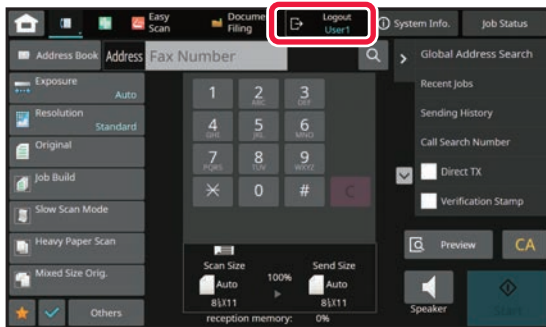 Easy Scan
Docume Filing
Logout
User1
System Info.
Job Status
Address Book
Address
Fax Number
Global Address Search
Exposure
Auto
Resolution
Standard
Original
Job Build
Slow Scan Mode
Heavy Paper Scan
Mixed Size Orig.
Others
1
2 ABC
3 DEF
4 GHI
5 JKL
6 MNO
7 PQRS
8 TUV
9 WXYZ
0
#
C
Scan Size
Auto
8½X11
100%
Send Size
Auto
8½X11
reception memory: 0%
Recent Jobs
Sending History
Call Search Number
Direct TX
Verification Stamp
Preview
CA
Speaker
Start